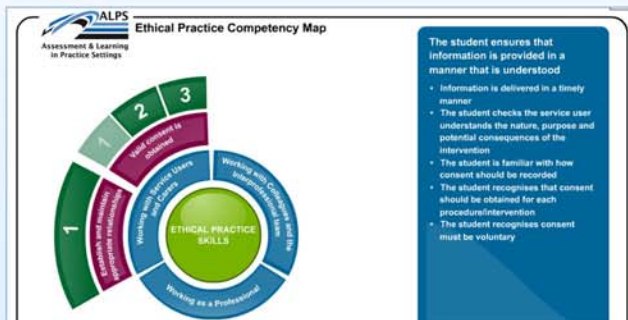 ALPS
Assessment & Learning
in Practice Settings
Ethical Practice Competency Map
1
2
3
Valid consent is
obtained
1
Establish and maintain
appropriate relationships
Working with Service Users
and Carers
Working with Colleagues and the
Interprofessional team
ETHICAL PRACTICE
SKILLS
Working as a Professional
The student ensures that
information is provided in a
manner that is understood
• Information is delivered in a timely
manner
• The student checks the service user
understands the nature, purpose and
potential consequences of the
intervention
• The student is familiar with how
consent should be recorded
• The student recognises that consent
should be obtained for each
procedure/intervention
• The student recognises consent
must be voluntary